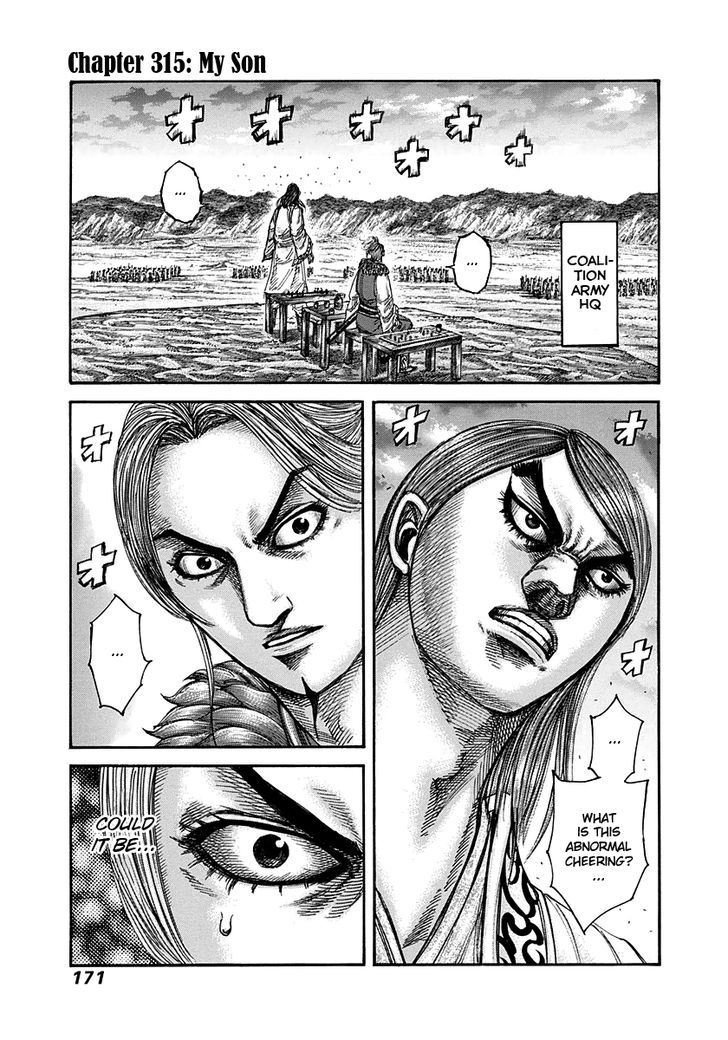 Chapter 315: My Son
オ オ オ オ
オ オ
...
...
COALI-
TION
ARMY
HQ
オ オ
オ
オ
オ
...
オ
...
WHAT
IS THIS
ABNORMAL
CHEERING?
...
COULD
IT BE...
171